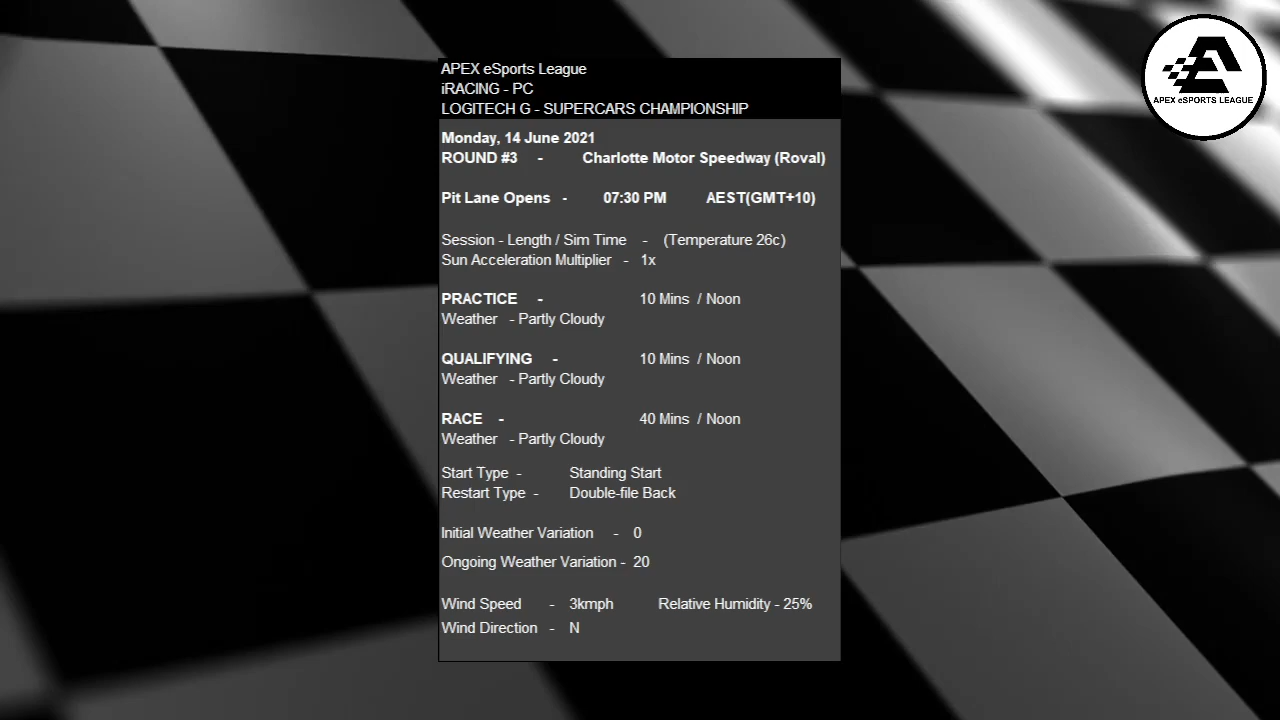 APEX eSports League
iRACING - PC
LOGITECH G - SUPERCARS CHAMPIONSHIP
Monday, 14 June 2021
ROUND #3 - Charlotte Motor Speedway (Roval)
Pit Lane Opens - 07:30 PM AEST(GMT+10)
Session - Length / Sim Time - (Temperature 26c)
Sun Acceleration Multiplier - 1x
PRACTICE - 10 Mins / Noon
Weather - Partly Cloudy
QUALIFYING - 10 Mins / Noon
Weather - Partly Cloudy
RACE - 40 Mins / Noon
Weather - Partly Cloudy
Start Type - Standing Start
Restart Type - Double-file Back
Initial Weather Variation - 0
Ongoing Weather Variation - 20
Wind Speed - 3kmph Relative Humidity - 25%
Wind Direction - N
APEX eSPORTS LEAGUE